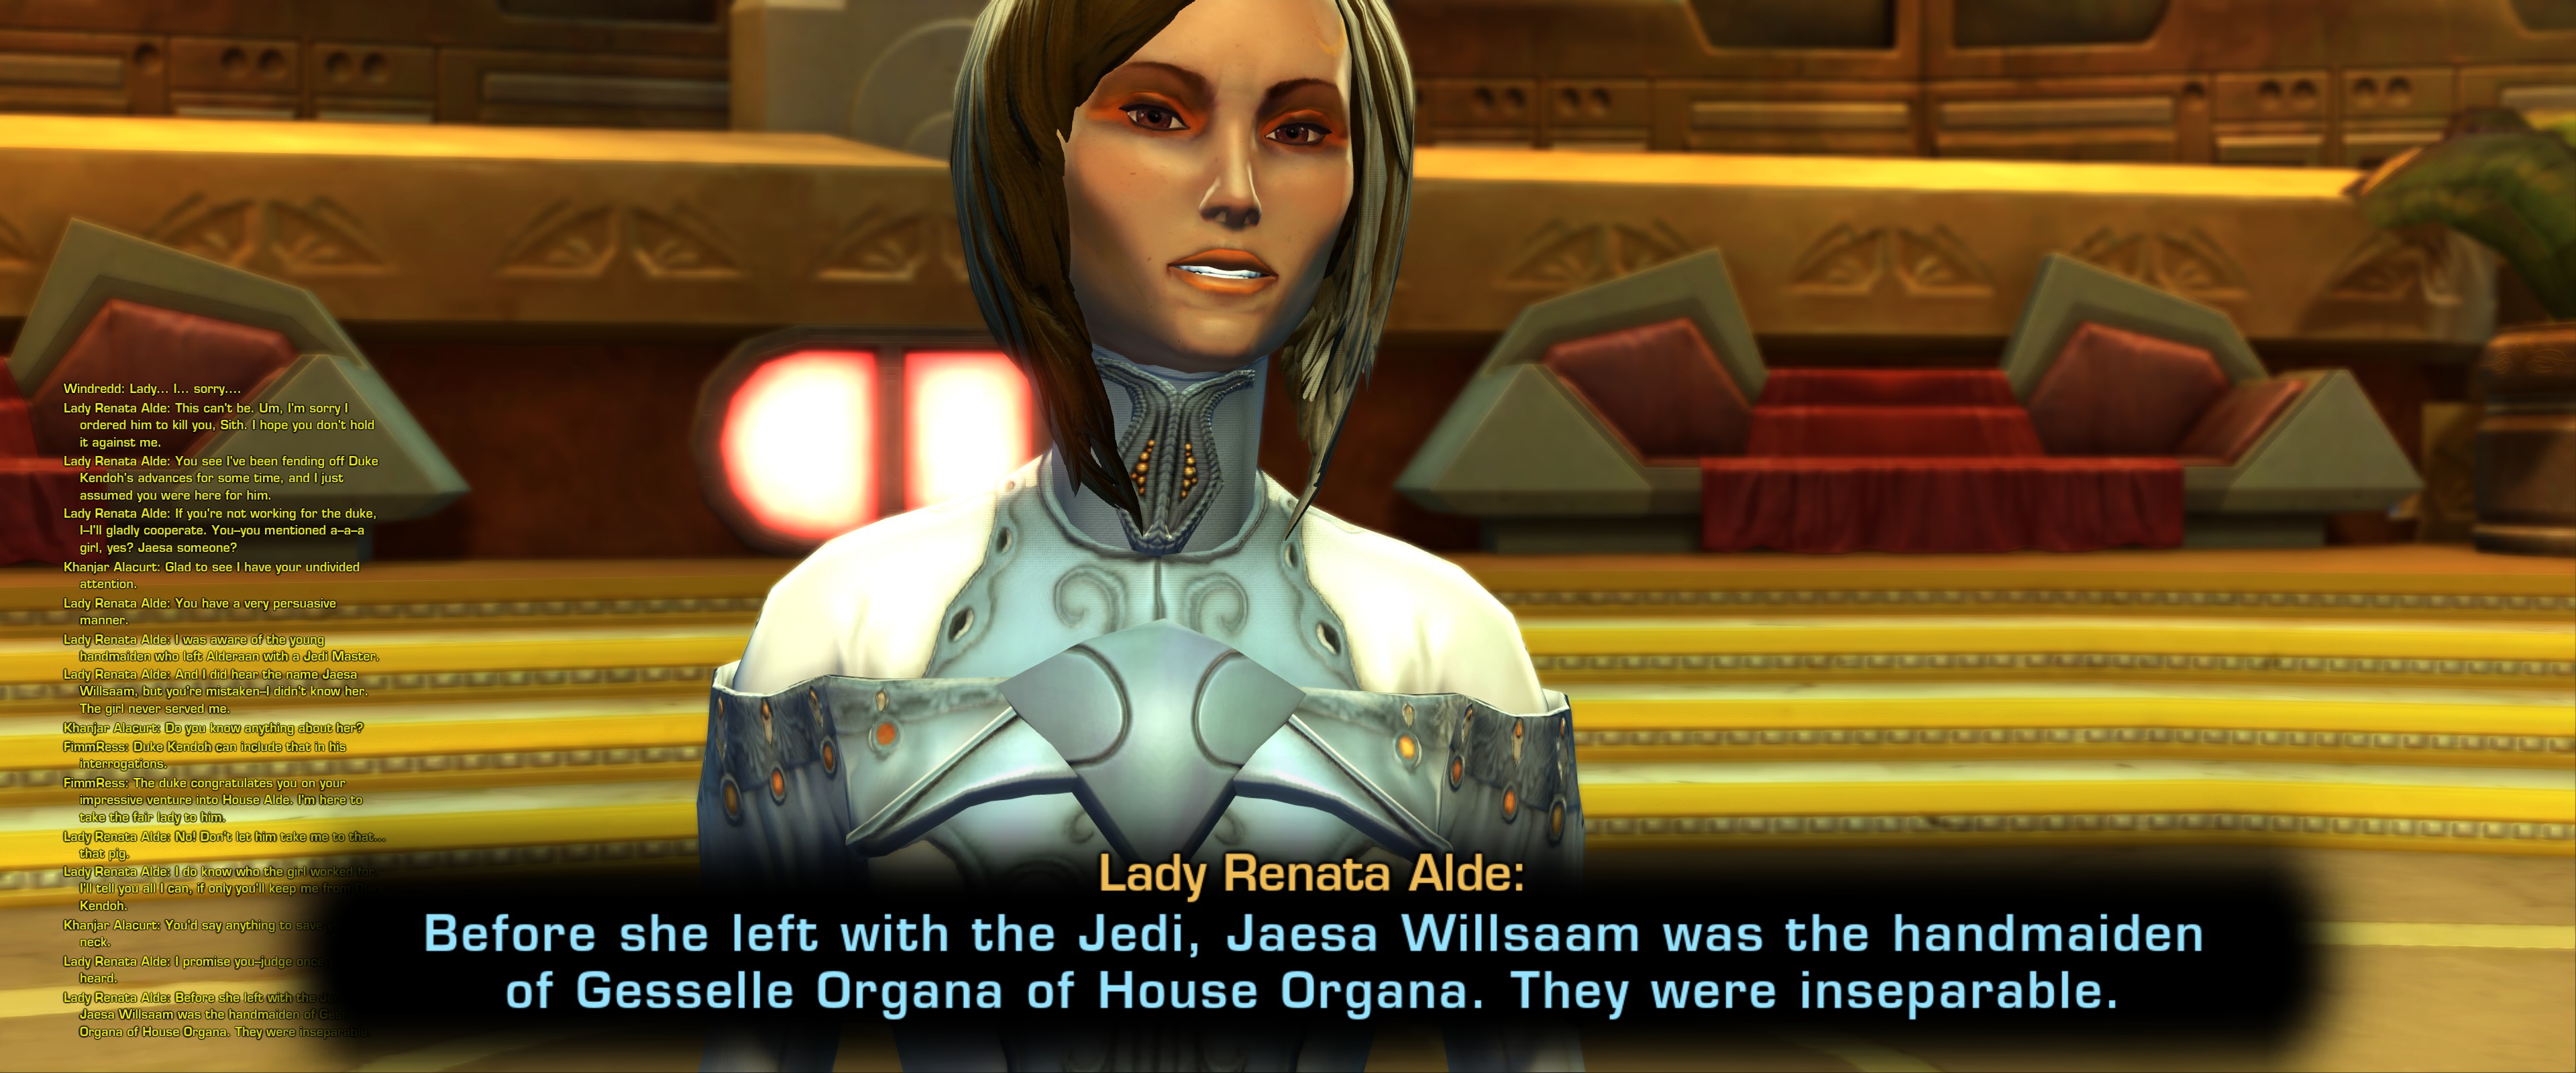 Windredd: Lady... I... sorry....
Lady Renata Alde: This can't be. Um, I'm sorry I
ordered him to kill you, Sith. I hope you don't hold
it against me.
Lady Renata Alde: You see I've been fending off Duke
Kendoh's advances for some time, and I just
assumed you were here for him.
Lady Renata Alde: If you're not working for the duke,
I–I'll gladly cooperate. You–you mentioned a–a–a
girl, yes? Jaesa someone?
Khanjar Alacurt: Glad to see I have your undivided
attention.
Lady Renata Alde: You have a very persuasive
manner.
Lady Renata Alde: I was aware of the young
handmaiden who left Alderaan with a Jedi Master.
Lady Renata Alde: And I did hear the name Jaesa
Willsaam, but you're mistaken–I didn't know her.
The girl never served me.
Khanjar Alacurt: Do you know anything about her?
FimmRess: Duke Kendoh can include that in his
interrogations.
FimmRess: The duke congratulates you on your
impressive venture into House Alde. I'm here to
take the fair lady to him.
Lady Renata Alde: No! Don't let him take me to that...
that pig.
Lady Renata Alde: I do know who the girl worked for.
I'll tell you all I can, if only you'll keep me from
Kendoh.
Khanjar Alacurt: You'd say anything to save
neck.
Lady Renata Alde: I promise you–judge once
heard.
Lady Renata Alde: Before she left with the
Jaesa Willsaam was the handmaiden of
Organa of House Organa. They were inseparable.
Lady Renata Alde:
Before she left with the Jedi, Jaesa Willsaam was the handmaiden
of Gesselle Organa of House Organa. They were inseparable.